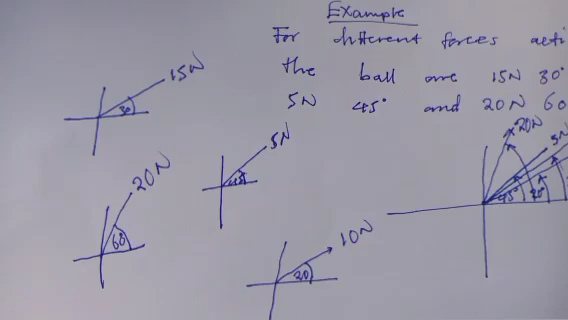 Example
For different forces acti
the ball are 15N 30°
5N 45° and 20N 60
15N
30
20N
60
5N
45
10N
20
20N
5N
45°
20°